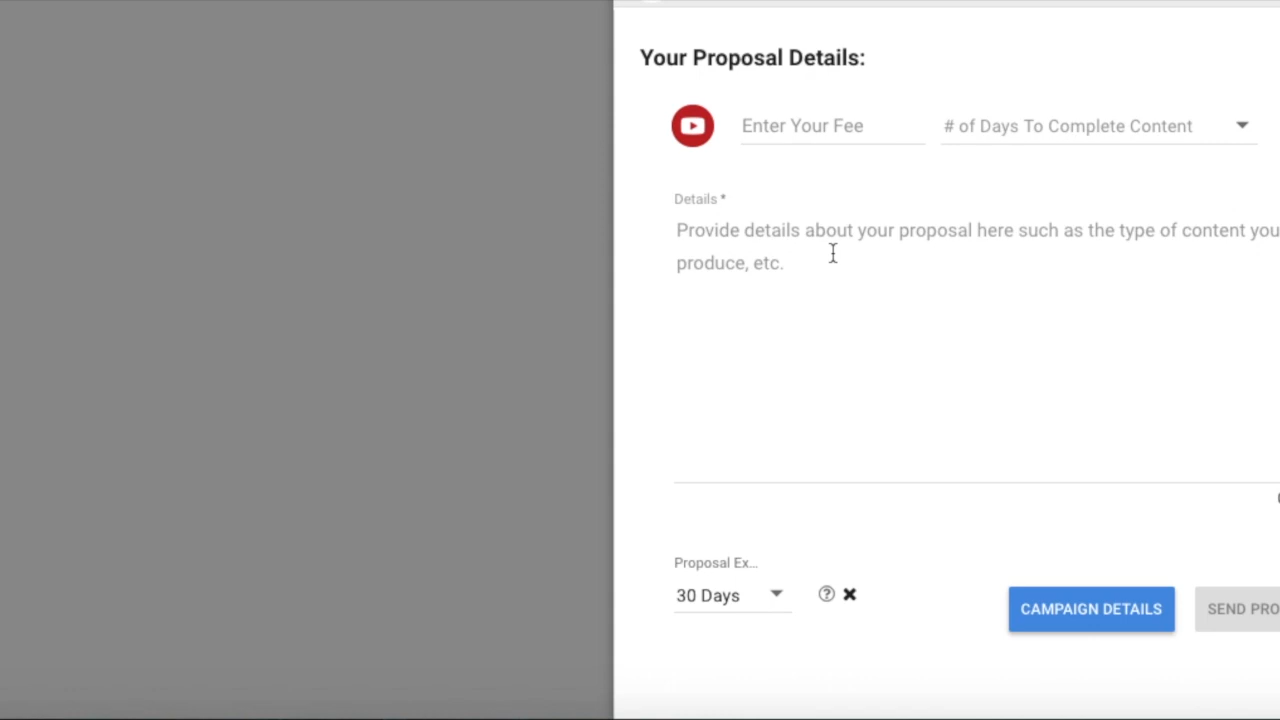 Your Proposal Details:
Enter Your Fee
# of Days To Complete Content
Details *
Provide details about your proposal here such as the type of content you
produce, etc.
Proposal Ex...
30 Days
CAMPAIGN DETAILS
SEND PRO